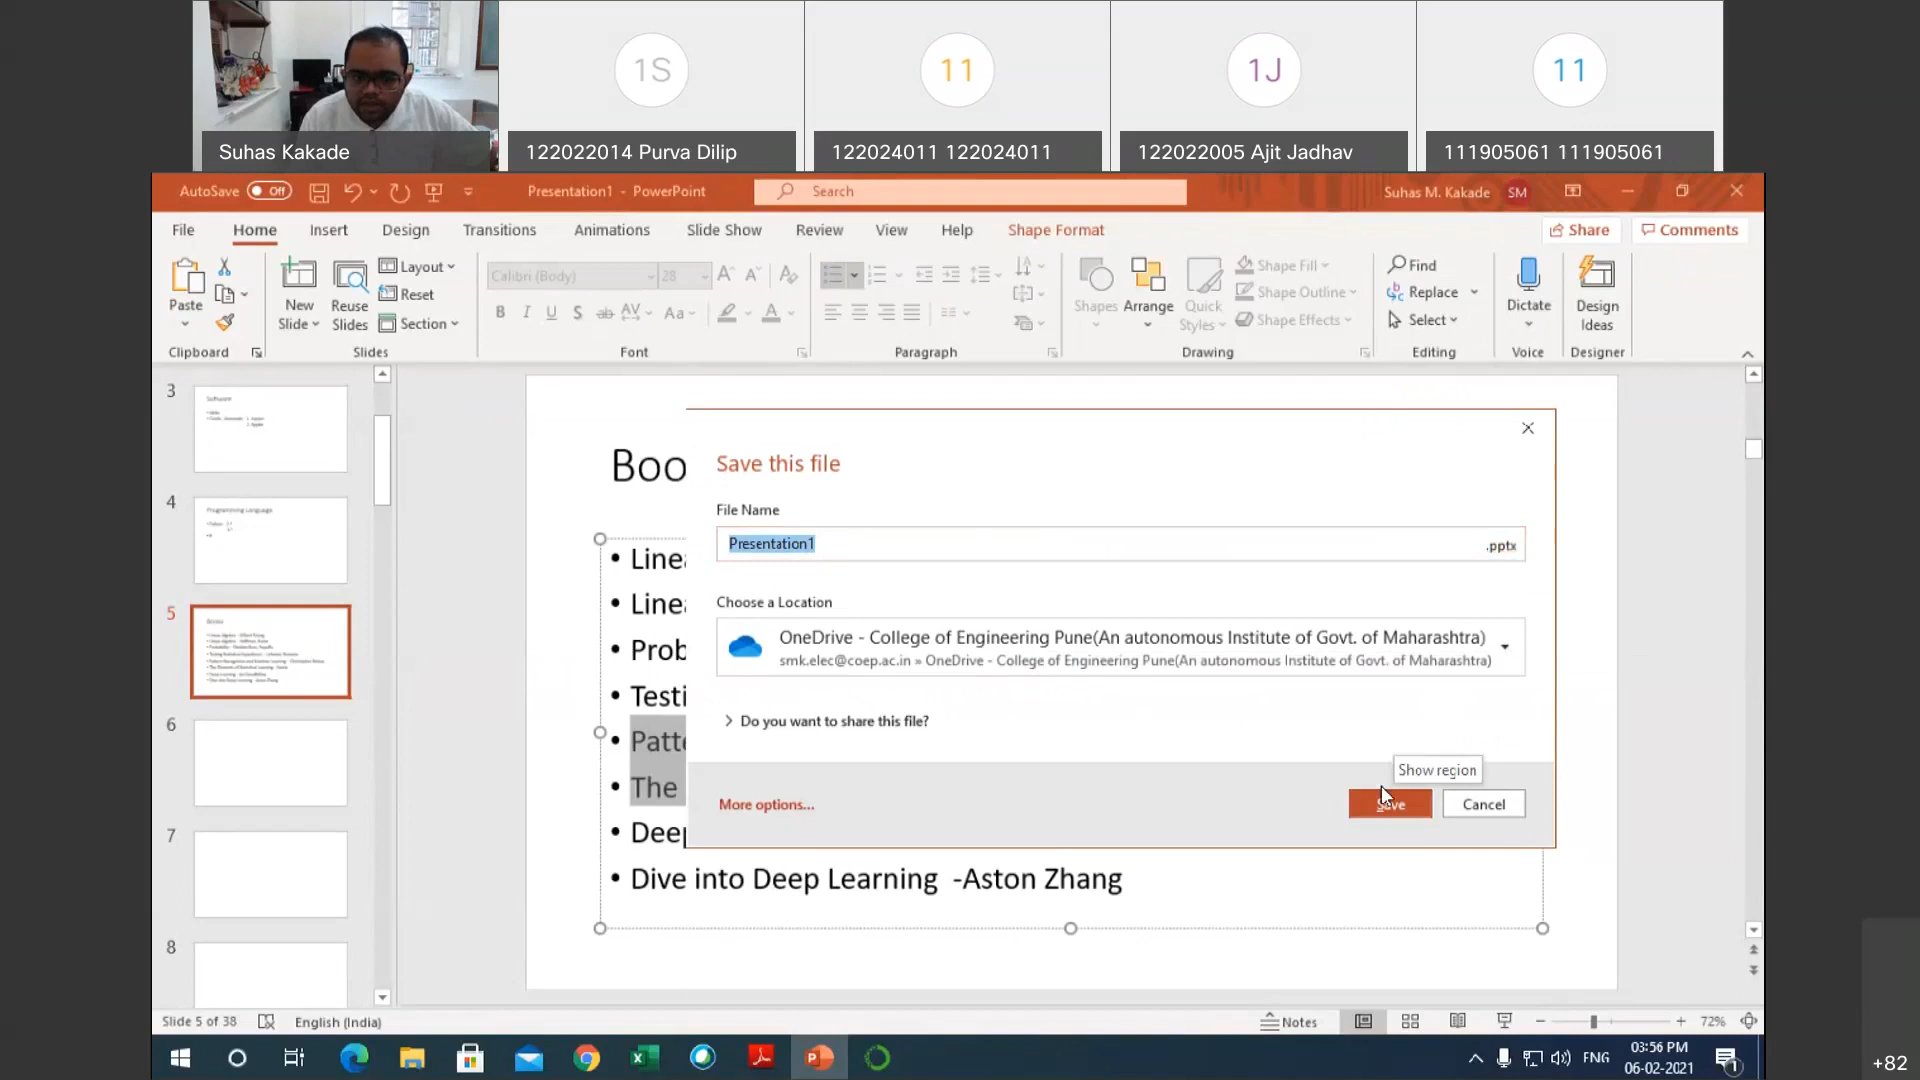 1S
11
1J
11
Suhas Kakade
122022014 Purva Dilip
122024011 122024011
122022005 Ajit Jadhav
111905061 111905061
AutoSave Off
Presentation1 - PowerPoint
Search
Suhas M. Kakade SM
File Home Insert Design Transitions Animations Slide Show Review View Help Shape Format
Share
Comments
Paste
New Slide
Reuse Slides
Layout
Reset
Section
Calibri (Body) 28
Shapes
Arrange
Quick Styles
Shape Fill
Shape Outline
Shape Effects
Find
Replace
Select
Dictate
Design Ideas
Clipboard
Slides
Font
Paragraph
Drawing
Editing
Voice
Designer
3
Software
4
Programming Language
5
6
7
8
Boo
• Line
• Line
• Prob
• Testi
• Patte
• The
• Deep
• Dive into Deep Learning -Aston Zhang
Save this file
File Name
Presentation1
.pptx
Choose a Location
OneDrive - College of Engineering Pune(An autonomous Institute of Govt. of Maharashtra)
smk.elec@coep.ac.in » OneDrive - College of Engineering Pune(An autonomous Institute of Govt. of Maharashtra)
Do you want to share this file?
Show region
More options...
Save
Cancel
Slide 5 of 38
English (India)
Notes
72%
ENG
03:56 PM
06-02-2021
1
+82